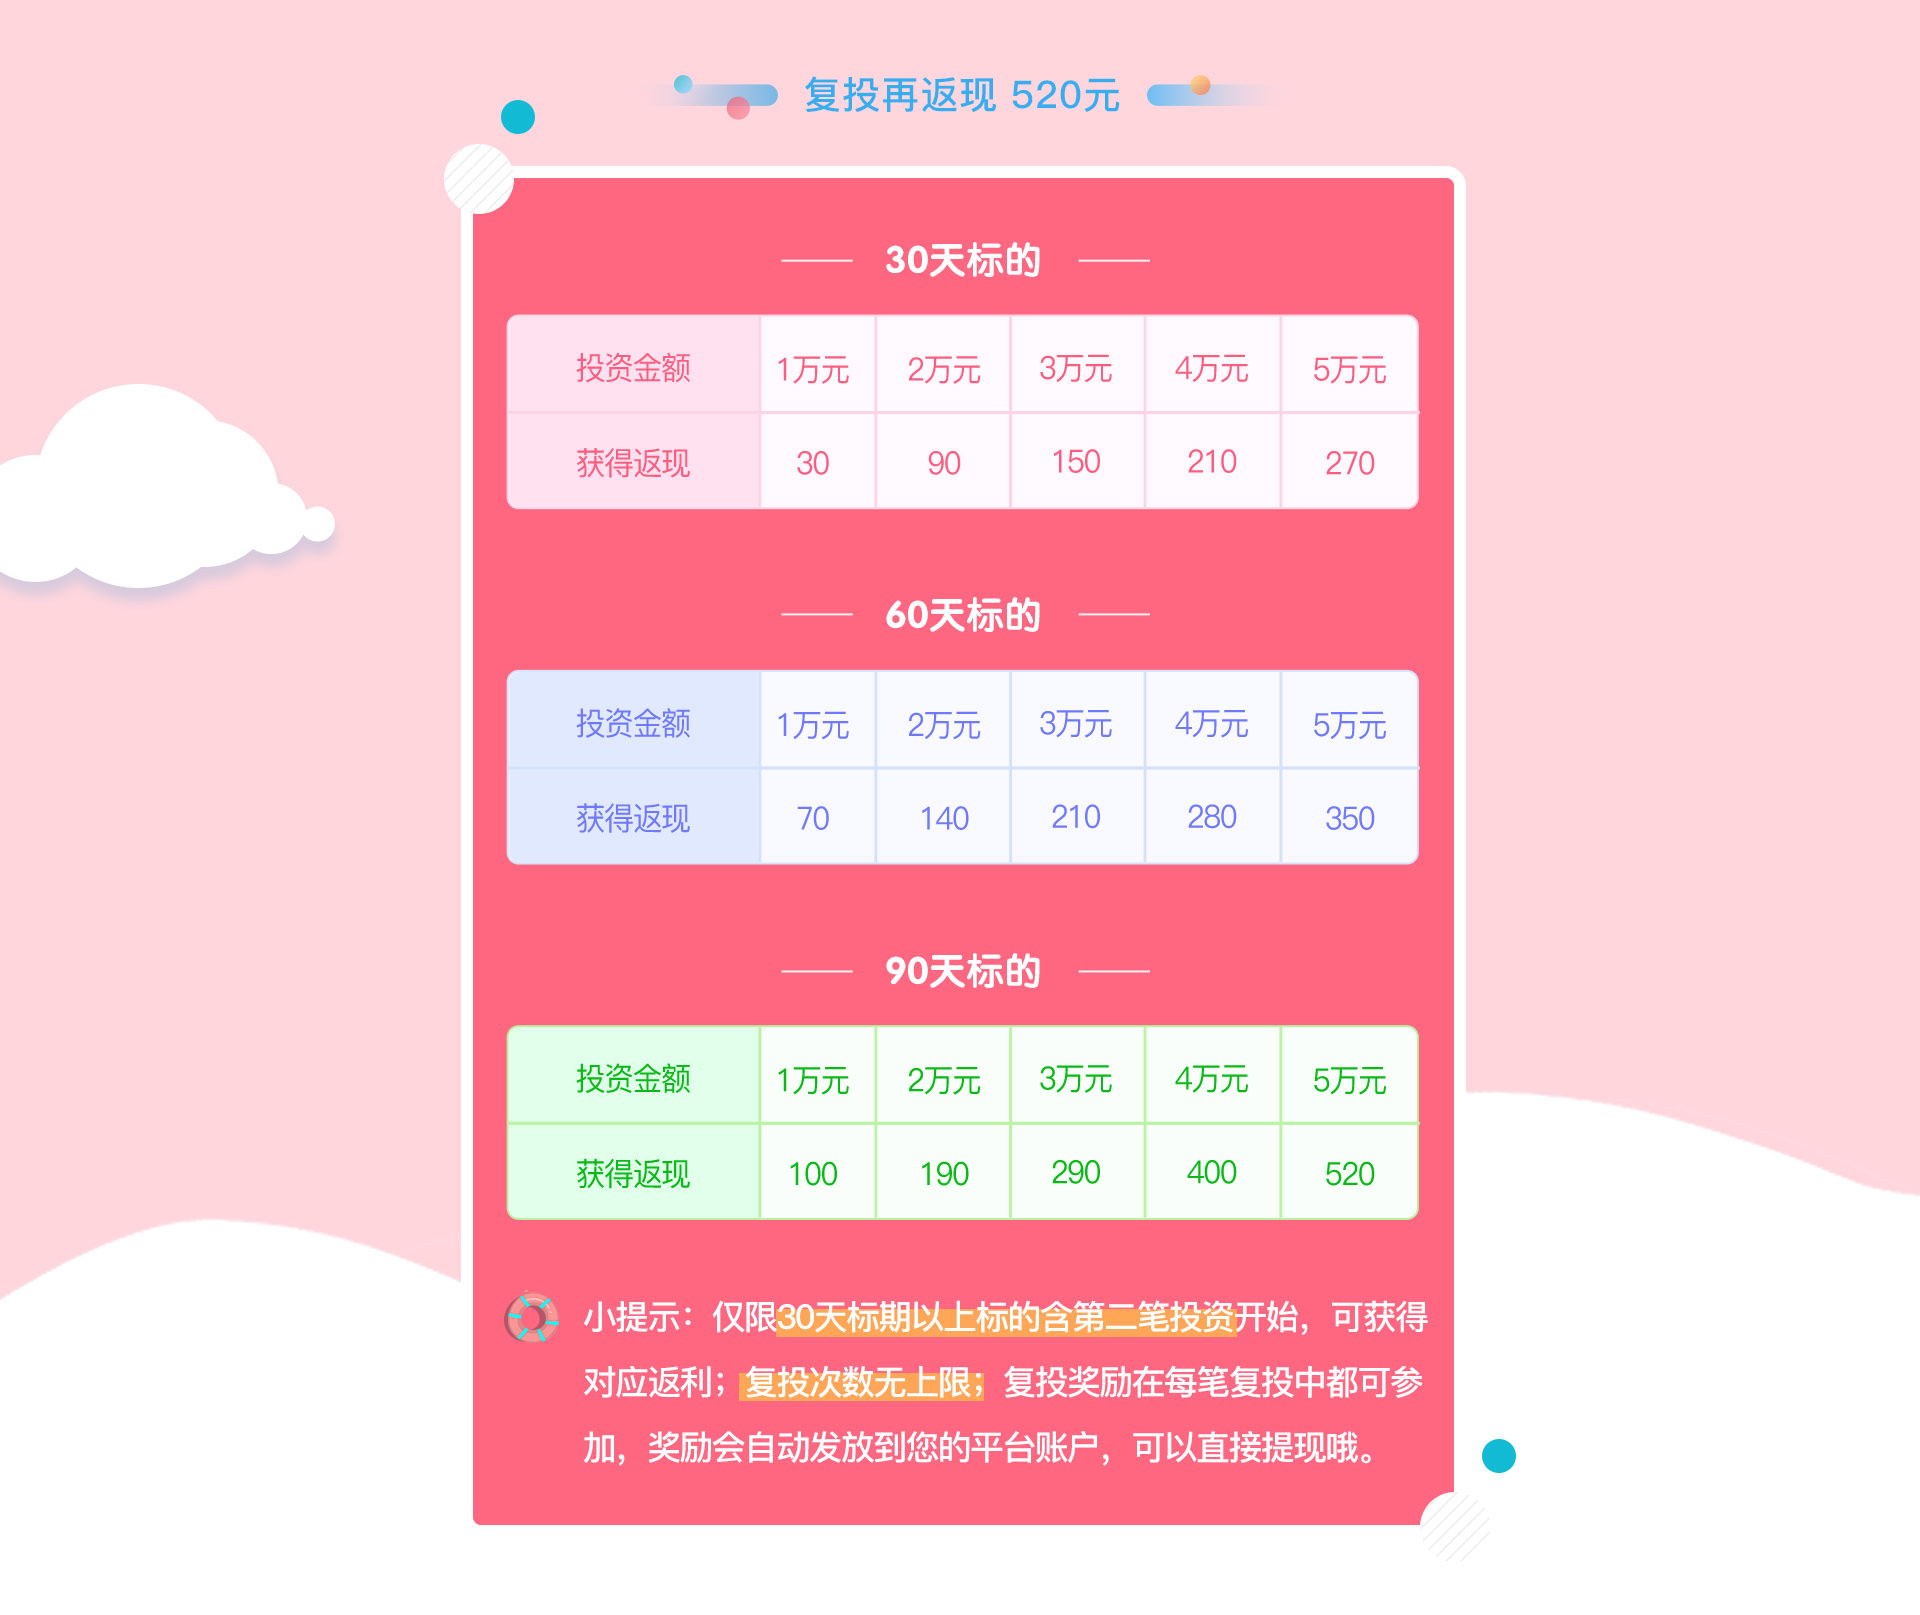 复投再返现 520元
30天标的
投资金额 1万元 2万元 3万元 4万元 5万元
获得返现 30 90 150 210 270
60天标的
投资金额 1万元 2万元 3万元 4万元 5万元
获得返现 70 140 210 280 350
90天标的
投资金额 1万元 2万元 3万元 4万元 5万元
获得返现 100 190 290 400 520
小提示：仅限30天标期以上标的含第二笔投资开始，可获得
对应返利；复投次数无上限；复投奖励在每笔复投中都可参
加，奖励会自动发放到您的平台账户，可以直接提现哦。